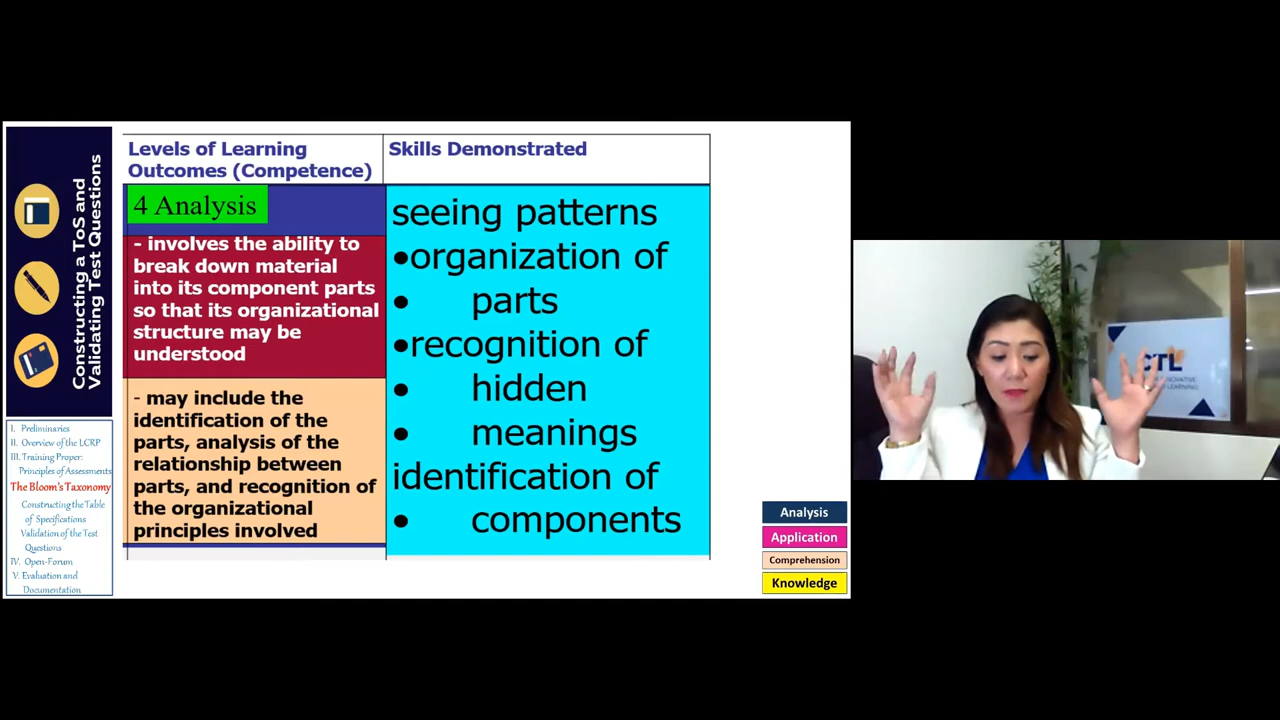 Constructing a ToS and
Validating Test Questions
I. Preliminaries
II. Overview of the LCRP
III. Training Proper:
Principles of Assessments
The Bloom's Taxonomy
Constructing the Table
of Specifications
Validation of the Test
Questions
IV. Open-Forum
V. Evaluation and
Documentation
Levels of Learning
Outcomes (Competence)
4 Analysis
- involves the ability to
break down material
into its component parts
so that its organizational
structure may be
understood
- may include the
identification of the
parts, analysis of the
relationship between
parts, and recognition of
the organizational
principles involved
Skills Demonstrated
seeing patterns
•organization of
• parts
•recognition of
• hidden
• meanings
identification of
• components
Analysis
Application
Comprehension
Knowledge
CTL